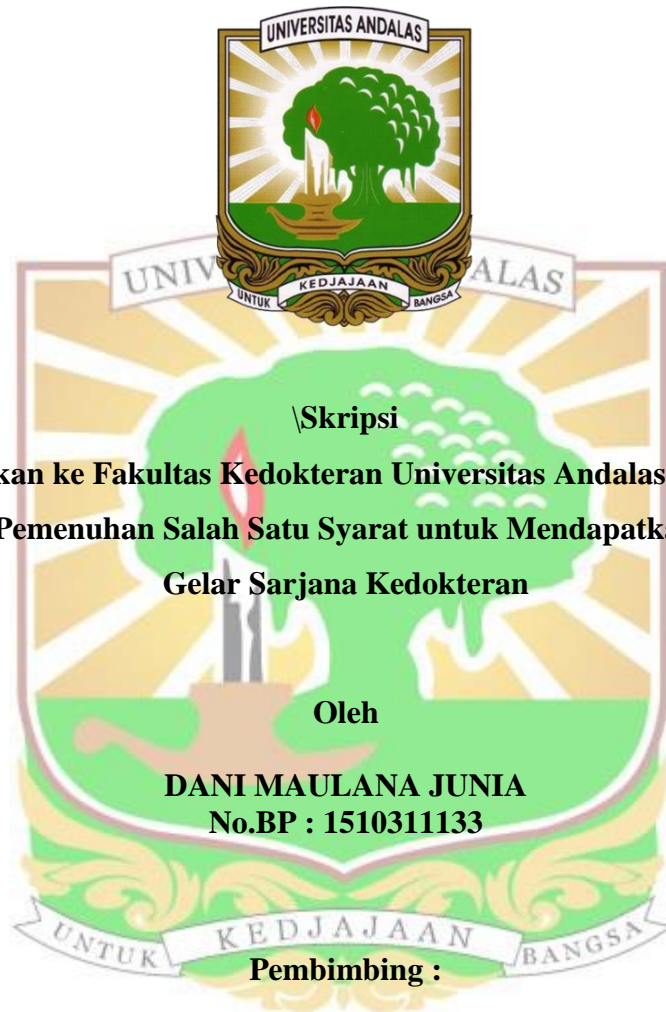 UNIVERSITAS ANDALAS
UNTUK KEDJAJAAN BANGSA
UNIV ALAS
\Skripsi
kan ke Fakultas Kedokteran Universitas Andalas
Pemenuhan Salah Satu Syarat untuk Mendapatka
Gelar Sarjana Kedokteran
Oleh
DANI MAULANA JUNIA
No.BP : 1510311133
UNTUK KEDJAJAAN BANGSA
Pembimbing :